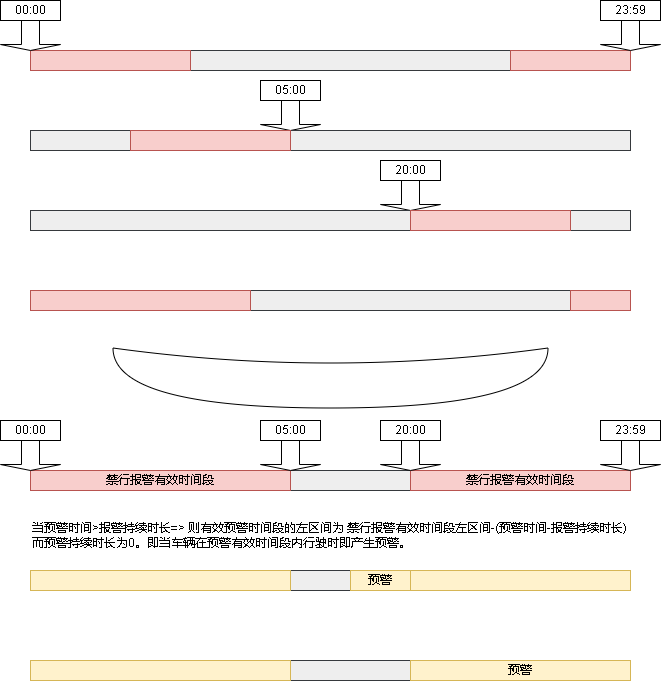 00:00
23:59
05:00
20:00
00:00
05:00
20:00
23:59
禁行报警有效时间段
禁行报警有效时间段
当预警时间>报警持续时长=> 则有效预警时间段的左区间为 禁行报警有效时间段左区间-(预警时间-报警持续时长)
而预警持续时长为0。即当车辆在预警有效时间段内行驶时即产生预警。
预警
预警